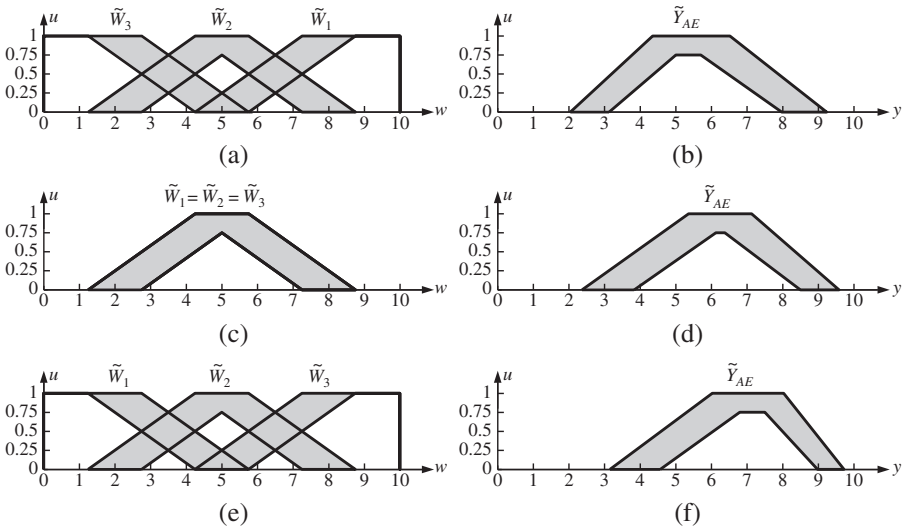 u W̃₃ W̃₂ W̃₁
1
0.75
0.5
0.25
0
0 1 2 3 4 5 6 7 8 9 10 w
(a)
u Ỹ_AE
1
0.75
0.5
0.25
0
0 1 2 3 4 5 6 7 8 9 10 y
(b)
u W̃₁ = W̃₂ = W̃₃
1
0.75
0.5
0.25
0
0 1 2 3 4 5 6 7 8 9 10 w
(c)
u Ỹ_AE
1
0.75
0.5
0.25
0
0 1 2 3 4 5 6 7 8 9 10 y
(d)
u W̃₁ W̃₂ W̃₃
1
0.75
0.5
0.25
0
0 1 2 3 4 5 6 7 8 9 10 w
(e)
u Ỹ_AE
1
0.75
0.5
0.25
0
0 1 2 3 4 5 6 7 8 9 10 y
(f)